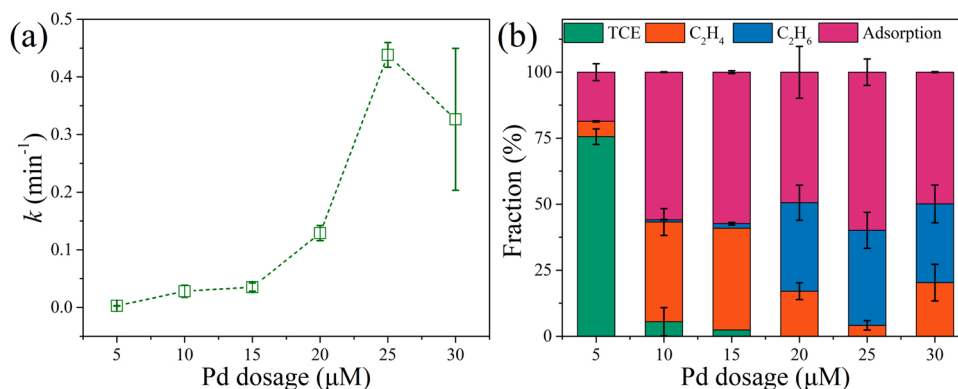 (a)
0.4
0.3
0.2
0.1
0.0
k (min⁻¹)
5 10 15 20 25 30
Pd dosage (μM)
(b)
TCE C₂H₄ C₂H₆ Adsorption
100
75
50
25
0
Fraction (%)
5 10 15 20 25 30
Pd dosage (μM)